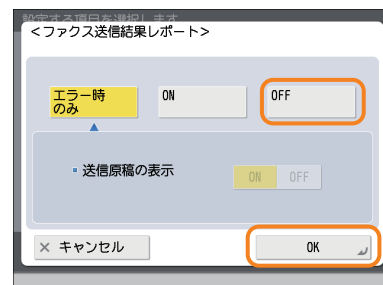 設定する項目を選択します
<ファクス送信結果レポート>
エラー時
のみ
ON
OFF
送信原稿の表示
ON
OFF
× キャンセル
OK